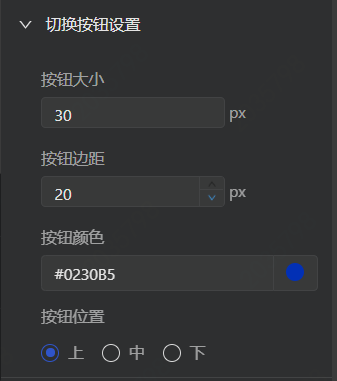 切换按钮设置
按钮大小
30 px
按钮边距
20 px
按钮颜色
#0230B5
按钮位置
上 中 下